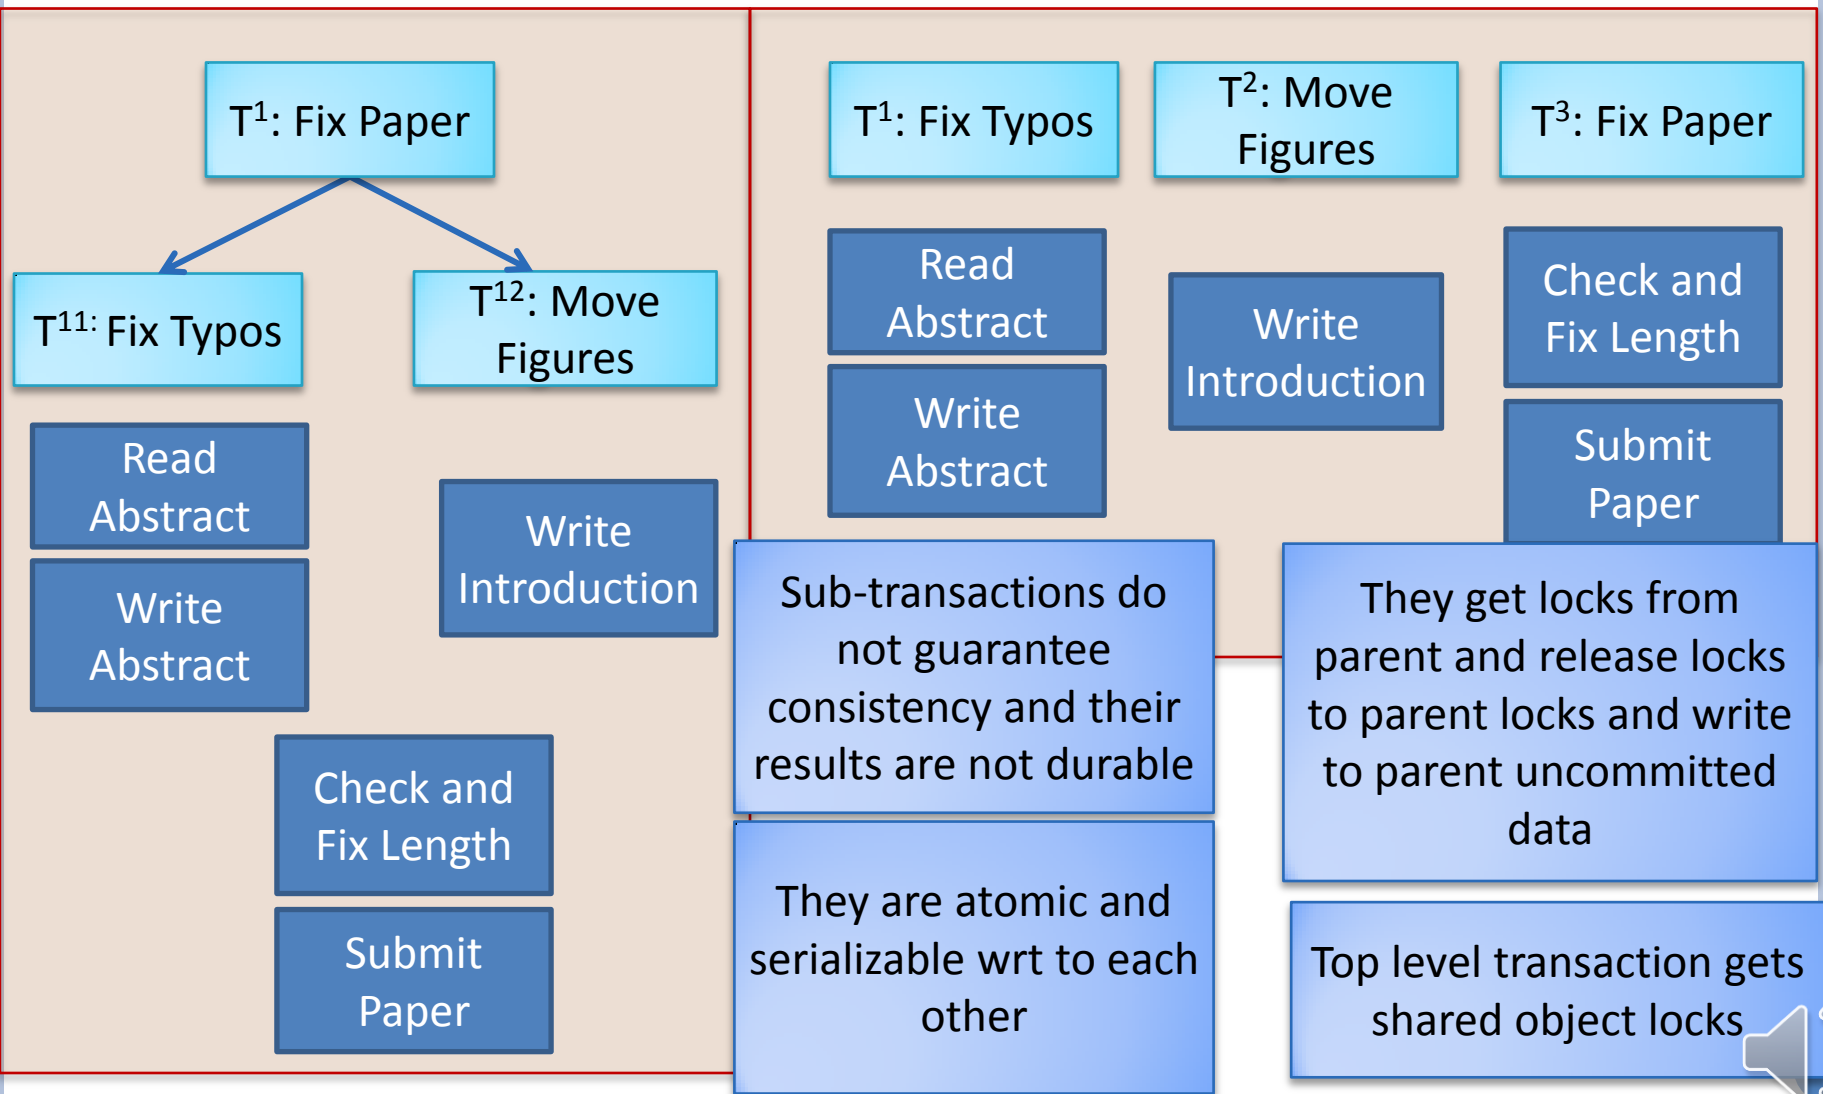 T¹: Fix Paper
T¹¹: Fix Typos
T¹²: Move
Figures
Read
Abstract
Write
Abstract
Write
Introduction
Check and
Fix Length
Submit
Paper
T¹: Fix Typos
T²: Move
Figures
T³: Fix Paper
Read
Abstract
Write
Abstract
Write
Introduction
Check and
Fix Length
Submit
Paper
Sub-transactions do
not guarantee
consistency and their
results are not durable
They get locks from
parent and release locks
to parent locks and write
to parent uncommitted
data
They are atomic and
serializable wrt to each
other
Top level transaction gets
shared object locks